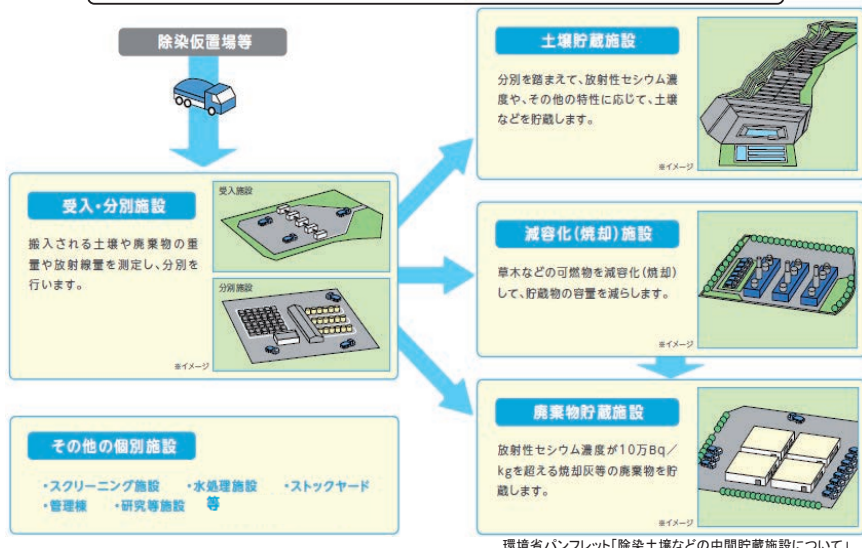 除染仮置場等
受入・分別施設
搬入される土壌や廃棄物の重
量や放射線量を測定し、分別を
行います。
受入施設
分別施設
※イメージ
その他の個別施設
・スクリーニング施設 ・水処理施設 ・ストックヤード
・管理棟 ・研究等施設 等
土壌貯蔵施設
分別を踏まえて、放射性セシウム濃
度や、その他の特性に応じて、土壌
などを貯蔵します。
※イメージ
減容化(焼却)施設
草木などの可燃物を減容化(焼却)
して、貯蔵物の容量を減らします。
※イメージ
廃棄物貯蔵施設
放射性セシウム濃度が10万Bq/
kgを超える焼却灰等の廃棄物を貯
蔵します。
※イメージ
環境省パンフレット「除染土壌などの中間貯蔵施設について」